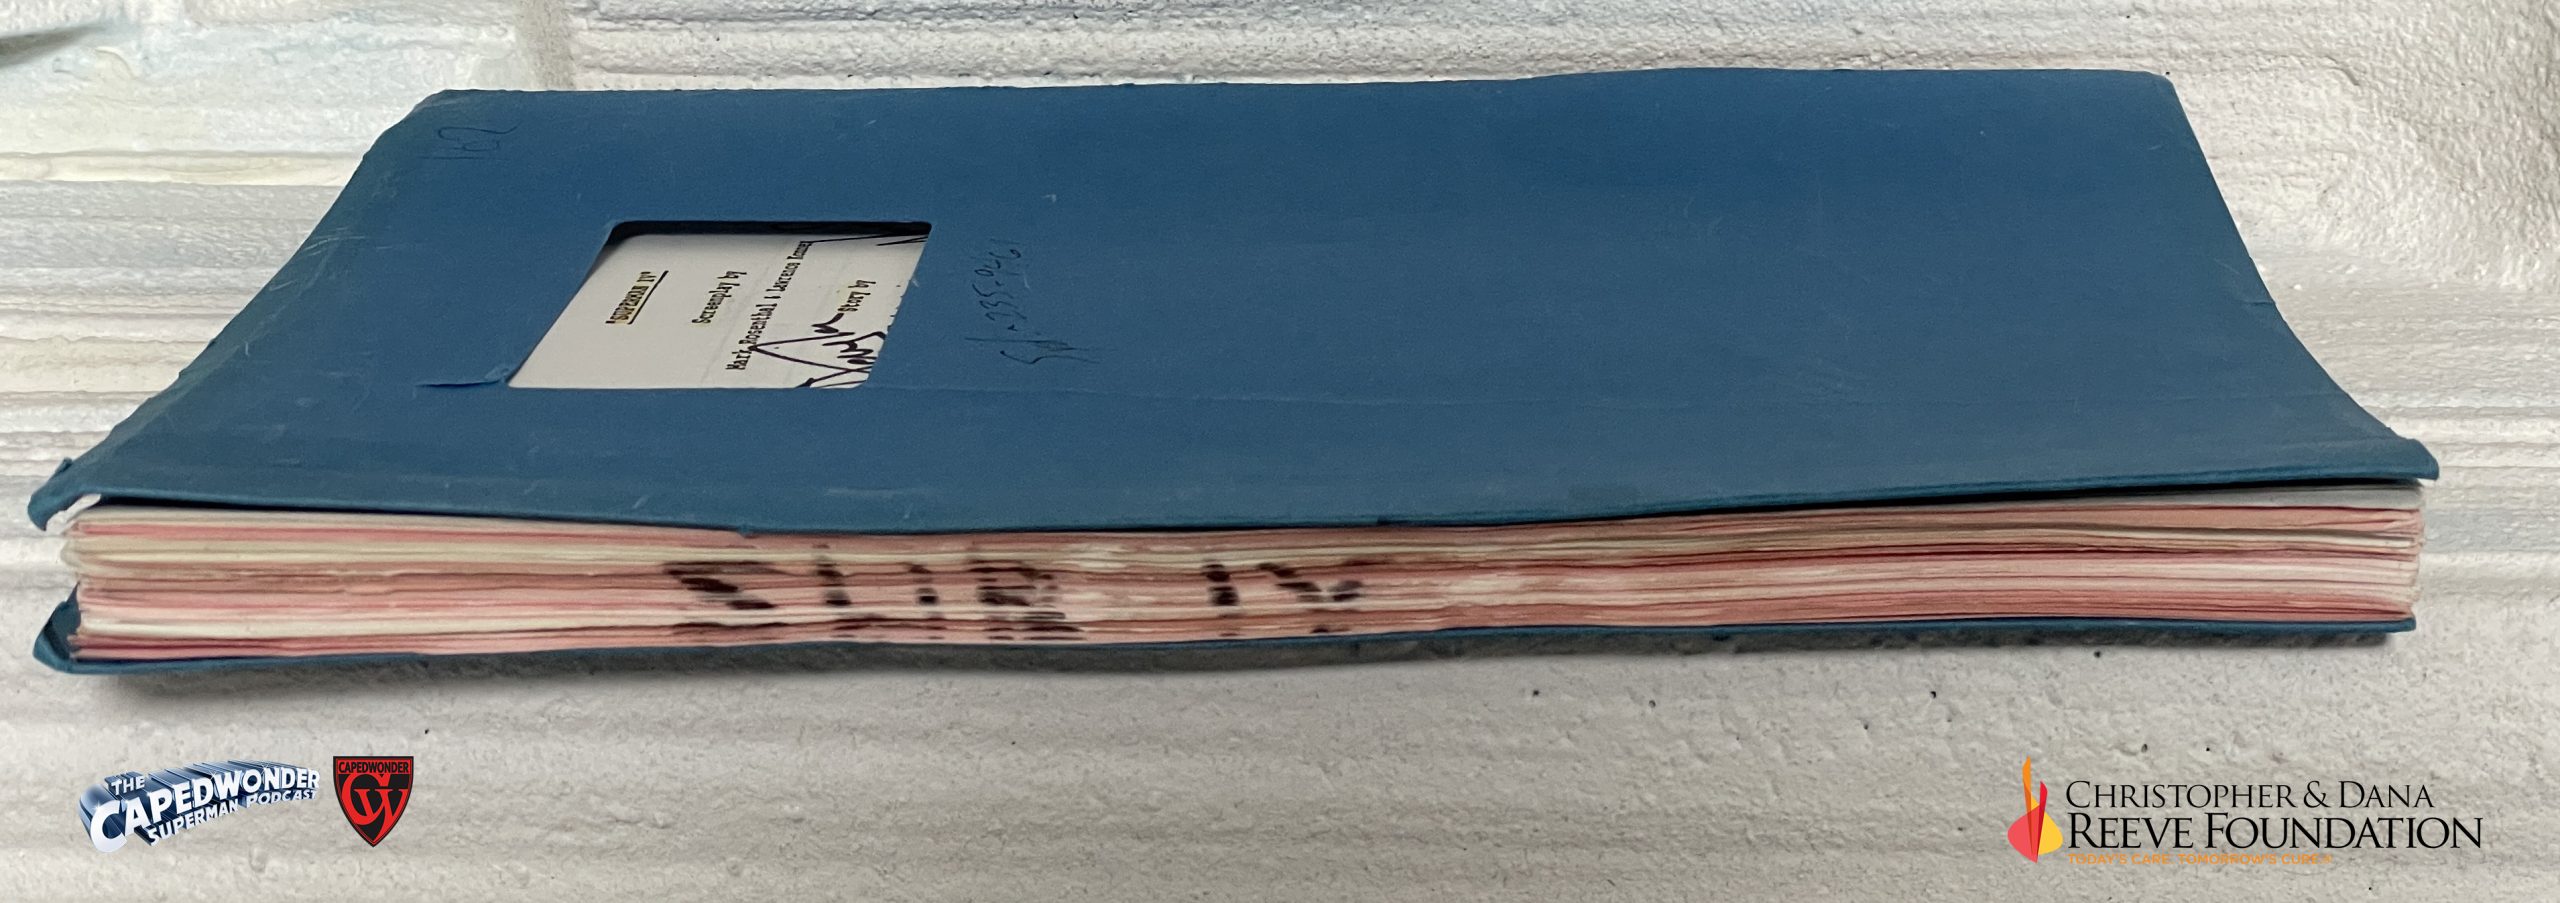 162
"SUPERMAN IV"
Screenplay by
Mark Rosenthal & Lawrence Konner
Story by
SUP IV
THE
CAPEDWONDER
SUPERMAN PODCAST
CAPEDWONDER
CW
CHRISTOPHER & DANA
REEVE FOUNDATION
TODAY'S CARE. TOMORROW'S CURE.®